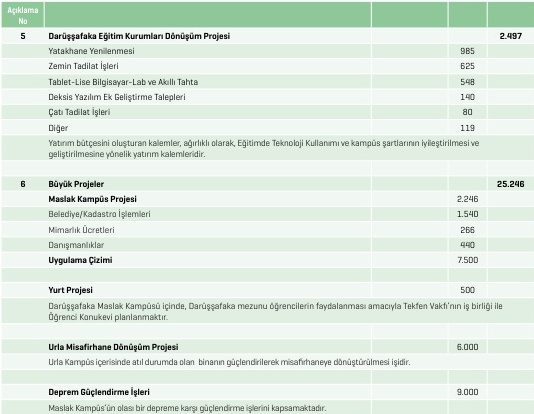 Açıklama
No
5 Darüşşafaka Eğitim Kurumları Dönüşüm Projesi 2.497
Yatakhane Yenilenmesi 985
Zemin Tadilat İşleri 625
Tablet-Lise Bilgisayar-Lab ve Akıllı Tahta 548
Deksis Yazılım Ek Geliştirme Talepleri 140
Çatı Tadilat İşleri 80
Diğer 119
Yatırım bütçesini oluşturan kalemler, ağırlıklı olarak, Eğitimde Teknoloji Kullanımı ve kampüs şartlarının iyileştirilmesi ve
geliştirilmesine yönelik yatırım kalemleridir.
6 Büyük Projeler 25.246
Maslak Kampüs Projesi 2.246
Belediye/Kadastro İşlemleri 1.540
Mimarlık Ücretleri 266
Danışmanlıklar 440
Uygulama Çizimi 7.500
Yurt Projesi 500
Darüşşafaka Maslak Kampüsü içinde, Darüşşafaka mezunu öğrencilerin faydalanması amacıyla Tekfen Vakfı'nın iş birliği ile
Öğrenci Konukevi planlanmaktır.
Urla Misafirhane Dönüşüm Projesi 6.000
Urla Kampüs içerisinde atıl durumda olan binanın güçlendirilerek misafirhaneye dönüştürülmesi işidir.
Deprem Güçlendirme İşleri 9.000
Maslak Kampüs'ün olası bir depreme karşı güçlendirme işlerini kapsamaktadır.